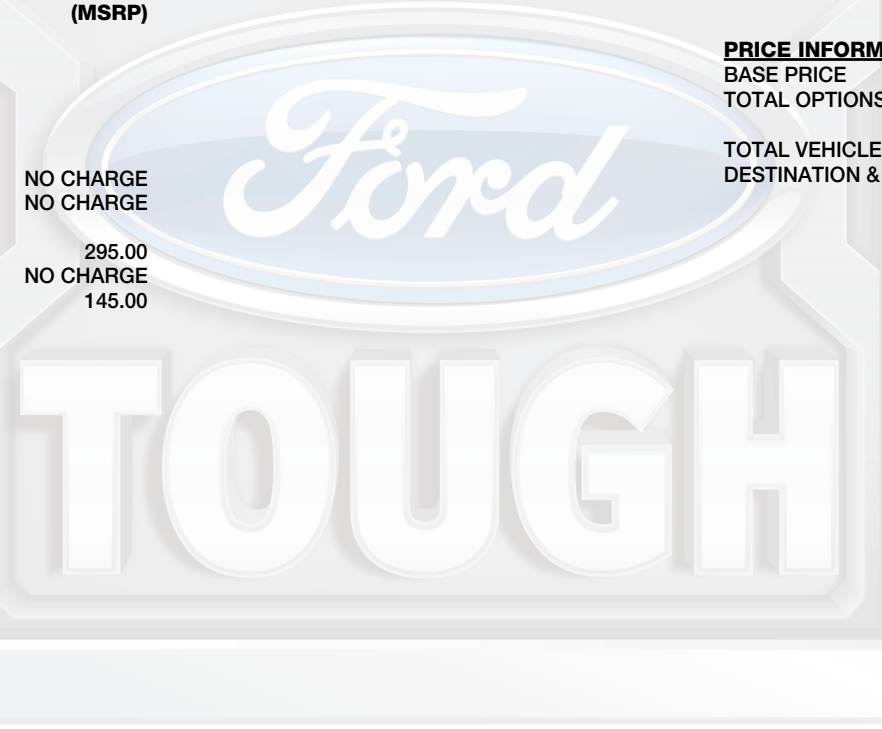 (MSRP)
NO CHARGE
NO CHARGE
295.00
NO CHARGE
145.00
PRICE INFORM
BASE PRICE
TOTAL OPTIONS
TOTAL VEHICLE
DESTINATION &
Ford
TOUGH